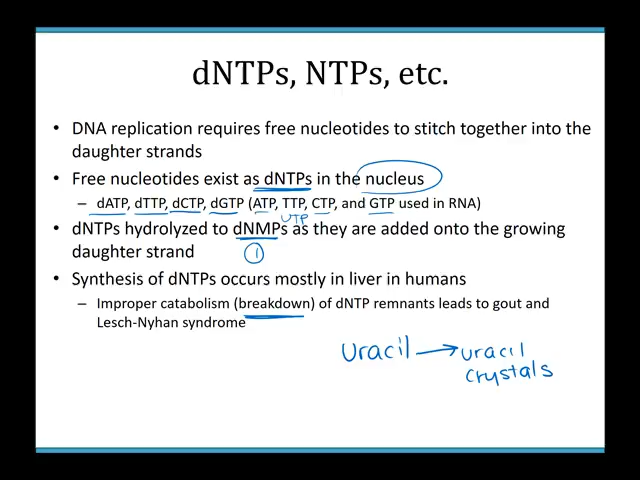 dNTPs, NTPs, etc.
• DNA replication requires free nucleotides to stitch together into the
daughter strands
• Free nucleotides exist as dNTPs in the nucleus
– dATP, dTTP, dCTP, dGTP (ATP, TTP, CTP, and GTP used in RNA)
UTP
• dNTPs hydrolyzed to dNMPs as they are added onto the growing
daughter strand
1
• Synthesis of dNTPs occurs mostly in liver in humans
– Improper catabolism (breakdown) of dNTP remnants leads to gout and
Lesch-Nyhan syndrome
Uracil → uracil
crystals